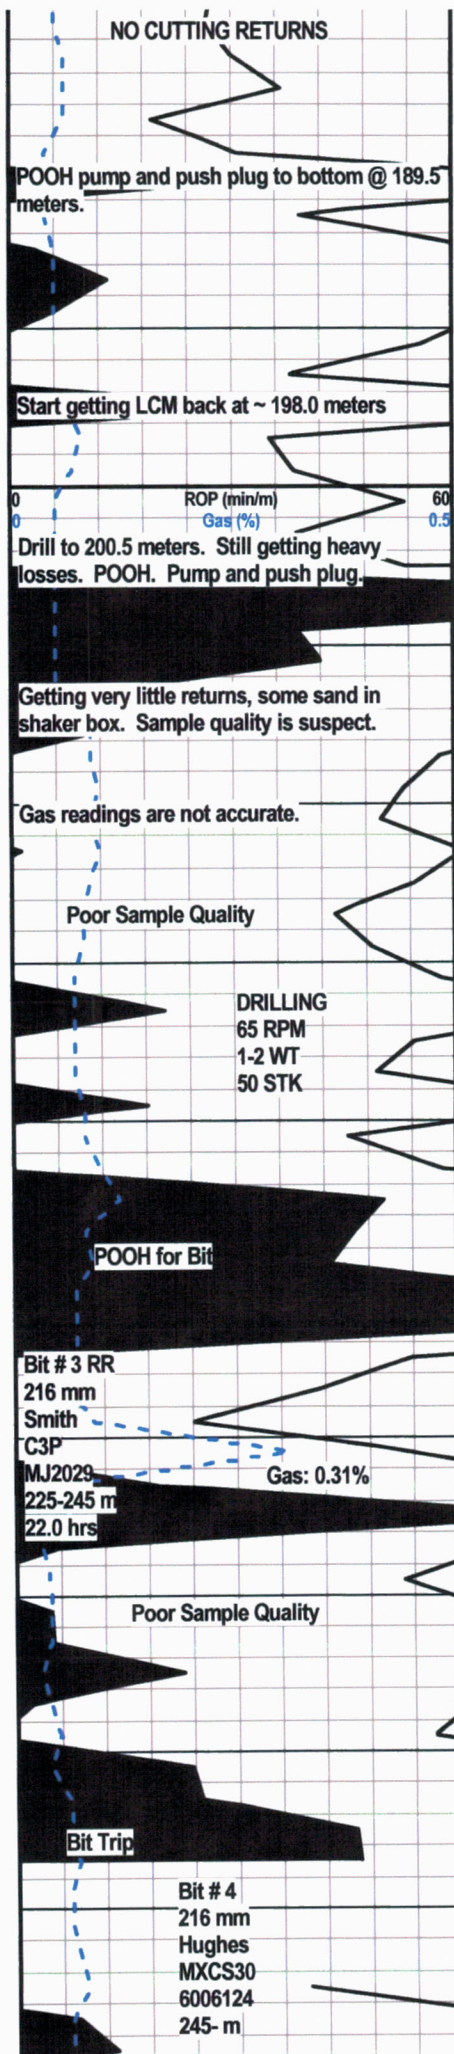 NO CUTTING RETURNS
POOH pump and push plug to bottom @ 189.5
meters.
Start getting LCM back at ~ 198.0 meters
0 ROP (min/m) 60
0 Gas (%) 0.5
Drill to 200.5 meters. Still getting heavy
losses. POOH. Pump and push plug.
Getting very little returns, some sand in
shaker box. Sample quality is suspect.
Gas readings are not accurate.
Poor Sample Quality
DRILLING
65 RPM
1-2 WT
50 STK
POOH for Bit
Bit # 3 RR
216 mm
Smith
C3P
MJ2029
225-245 m
22.0 hrs
Gas: 0.31%
Poor Sample Quality
Bit Trip
Bit # 4
216 mm
Hughes
MXCS30
6006124
245- m